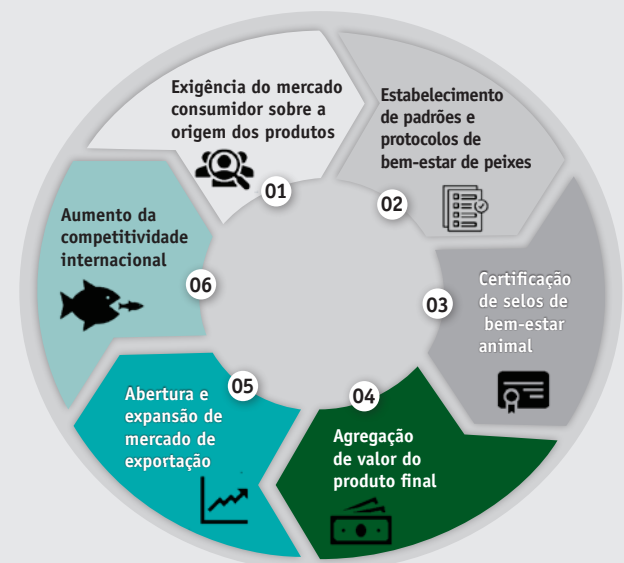 01
Exigência do mercado
consumidor sobre a
origem dos produtos
02
Estabelecimento
de padrões e
protocolos de
bem-estar de peixes
03
Certificação
de selos de
bem-estar
animal
04
Agregação
de valor do
produto final
05
Abertura e
expansão de
mercado de
exportação
06
Aumento da
competitividade
internacional